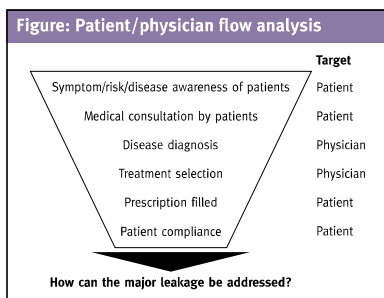 Figure: Patient/physician flow analysis
Target
Symptom/risk/disease awareness of patients Patient
Medical consultation by patients Patient
Disease diagnosis Physician
Treatment selection Physician
Prescription filled Patient
Patient compliance Patient
How can the major leakage be addressed?